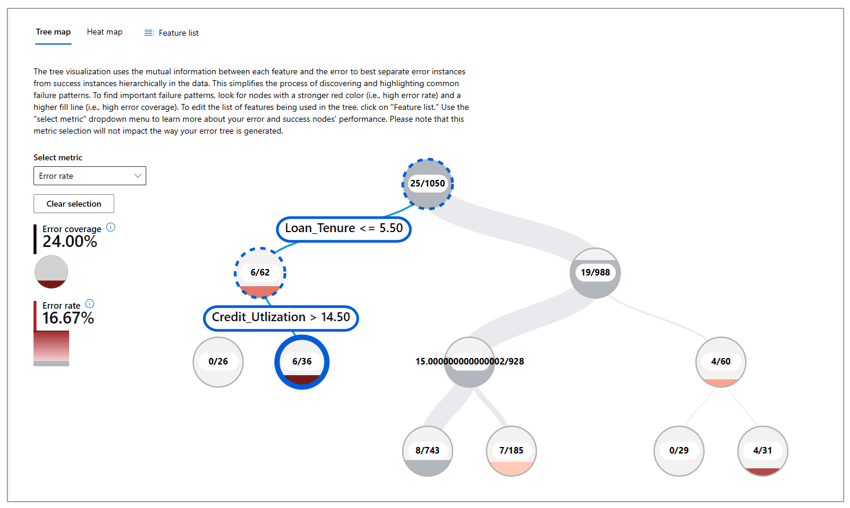 Tree map Heat map Feature list
The tree visualization uses the mutual information between each feature and the error to best separate error instances
from success instances hierarchically in the data. This simplifies the process of discovering and highlighting common
failure patterns. To find important failure patterns, look for nodes with a stronger red color (i.e., high error rate) and a
higher fill line (i.e., high error coverage). To edit the list of features being used in the tree, click on "Feature list." Use the
"select metric" dropdown menu to learn more about your error and success nodes' performance. Please note that this
metric selection will not impact the way your error tree is generated.
Select metric
Error rate
Clear selection
Error coverage
24.00%
Error rate
16.67%
25/1050
Loan_Tenure <= 5.50
6/62
19/988
Credit_Utlization > 14.50
0/26
6/36
15.000000000000002/928
4/60
8/743
7/185
0/29
4/31